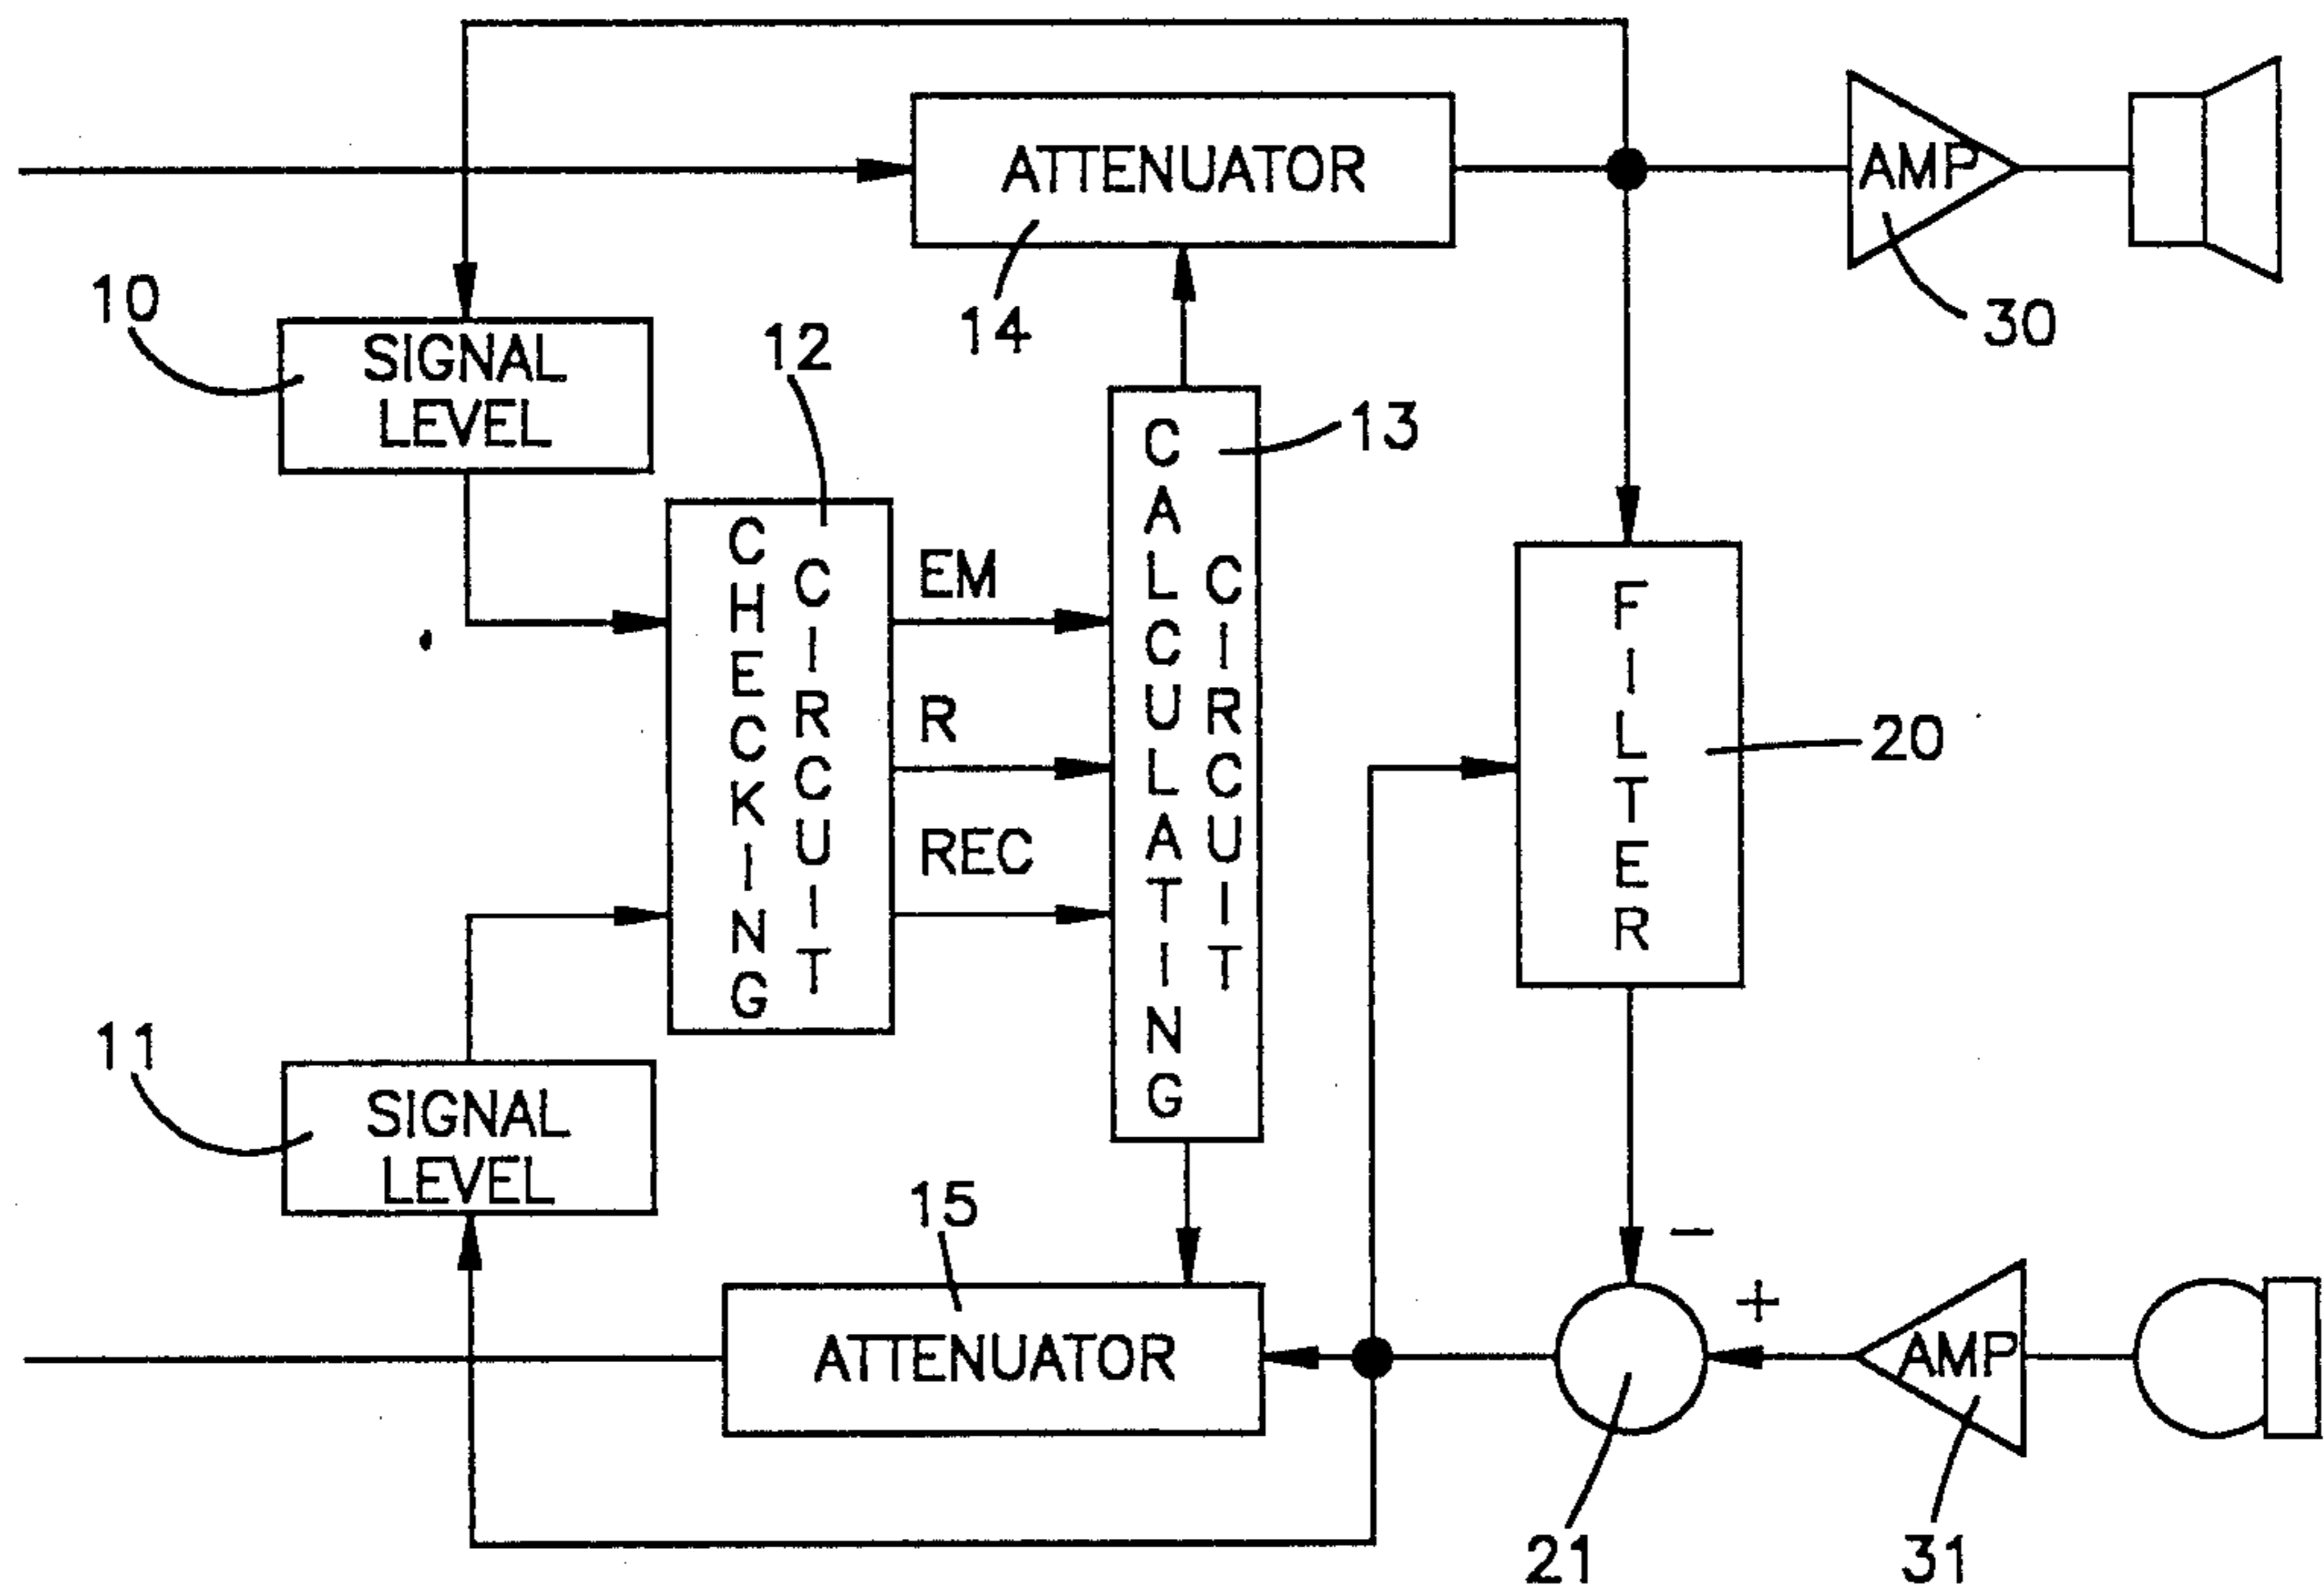 ATTENUATOR
14
AMP
30
10
SIGNAL
LEVEL
12
CHECKING
CIRCUIT
EM
R
REC
13
CALCULATING
CIRCUIT
FILTER
20
11
SIGNAL
LEVEL
15
ATTENUATOR
−
+
21
AMP
31